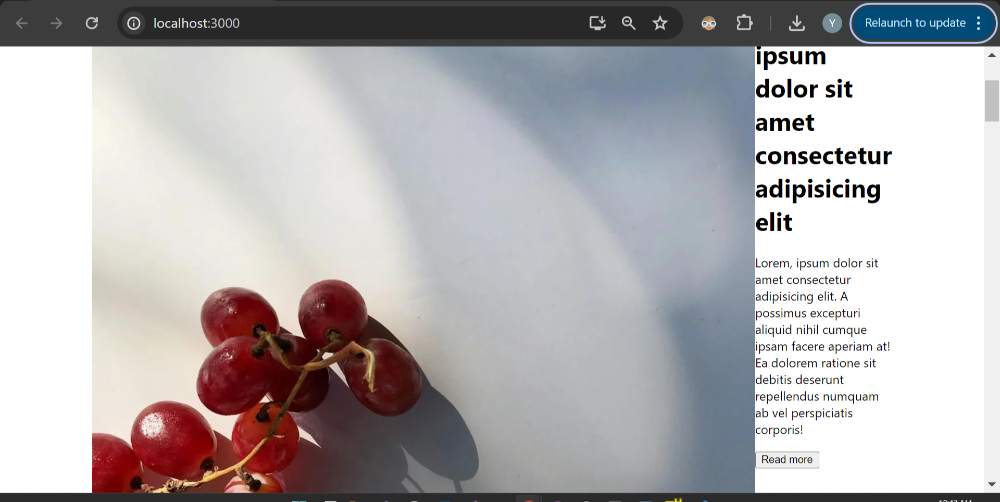 localhost:3000
Y
Relaunch to update
ipsum
dolor sit
amet
consectetur
adipisicing
elit
Lorem, ipsum dolor sit
amet consectetur
adipisicing elit. A
possimus excepturi
aliquid nihil cumque
ipsam facere aperiam at!
Ea dolorem ratione sit
debitis deserunt
repellendus numquam
ab vel perspiciatis
corporis!
Read more